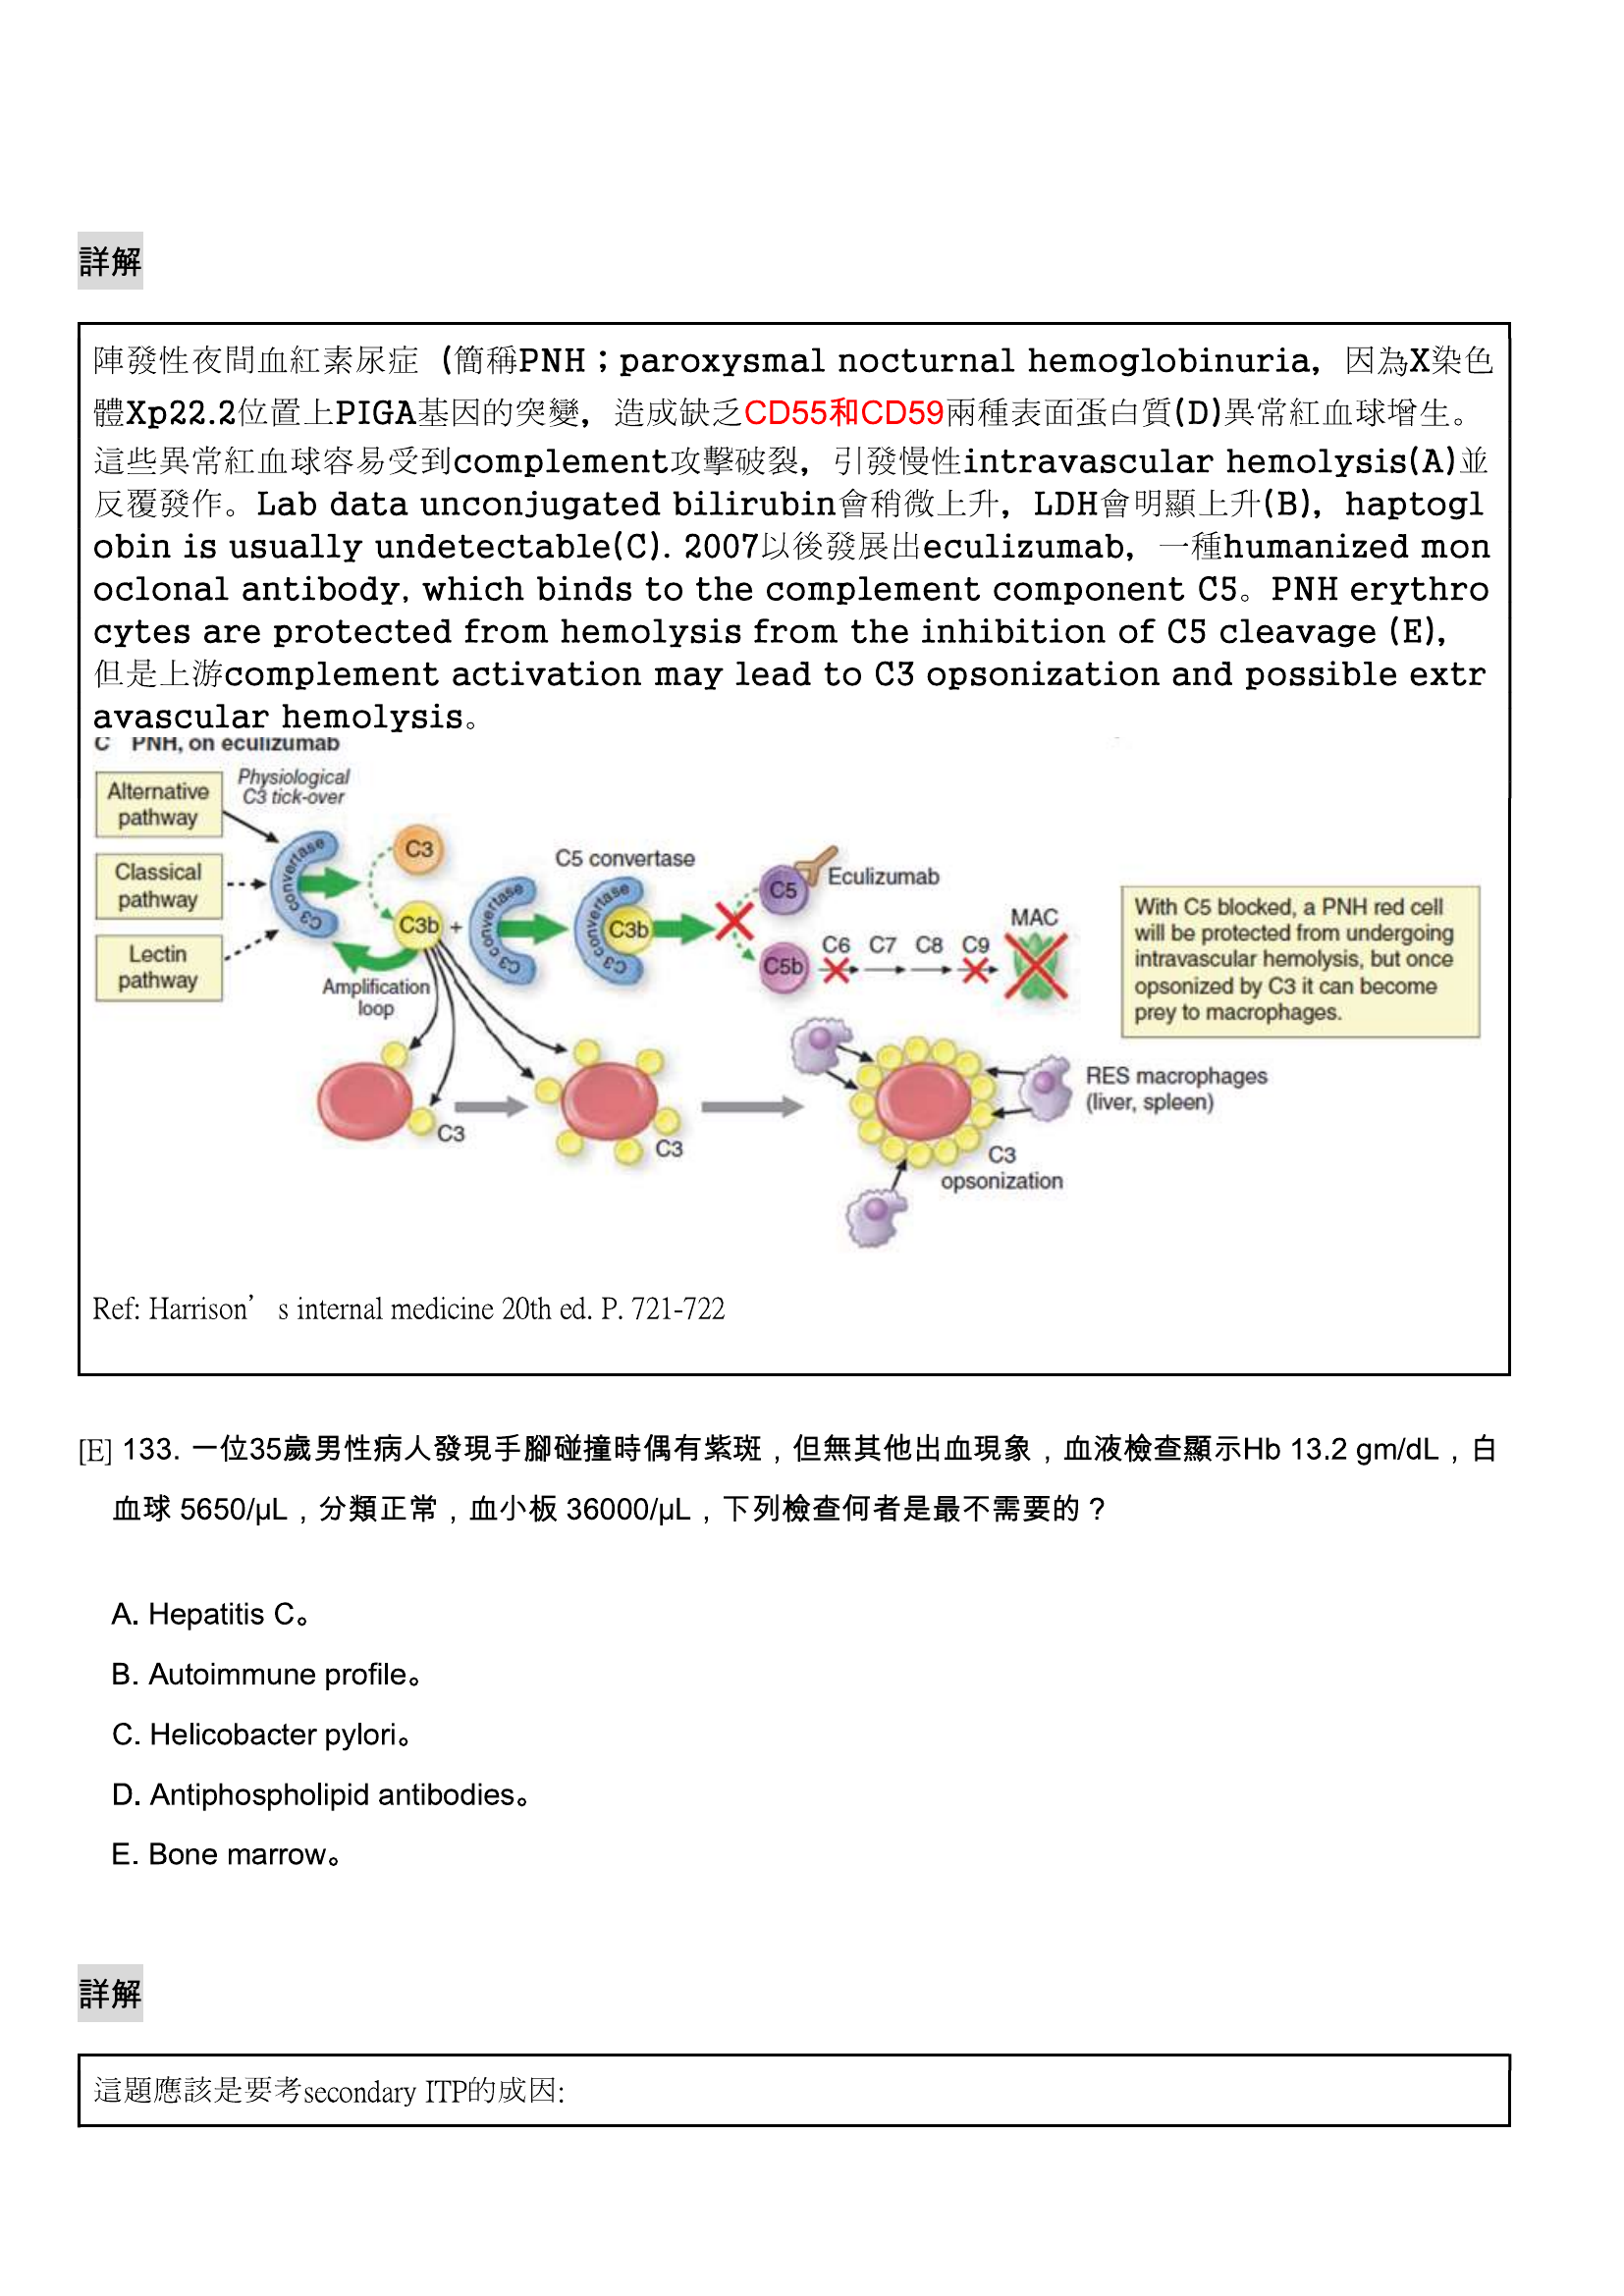 詳解
陣發性夜間血紅素尿症 (簡稱PNH；paroxysmal nocturnal hemoglobinuria，因為X染色
體Xp22.2位置上PIGA基因的突變，造成缺乏CD55和CD59兩種表面蛋白質(D)異常紅血球增生。
這些異常紅血球容易受到complement攻擊破裂，引發慢性intravascular hemolysis(A)並
反覆發作。Lab data unconjugated bilirubin會稍微上升，LDH會明顯上升(B)，haptogl
obin is usually undetectable(C). 2007以後發展出eculizumab，一種humanized mon
oclonal antibody, which binds to the complement component C5。PNH erythro
cytes are protected from hemolysis from the inhibition of C5 cleavage (E)，
但是上游complement activation may lead to C3 opsonization and possible extr
avascular hemolysis。
C PNH, on eculizumab
Alternative
pathway
Physiological
C3 tick-over
Classical
pathway
Lectin
pathway
C3 convertase
C3
C3b
+
C3 convertase
Amplification
loop
C5 convertase
C3 convertase
C3b
C5
Eculizumab
C5b
C6 C7 C8 C9
MAC
With C5 blocked, a PNH red cell
will be protected from undergoing
intravascular hemolysis, but once
opsonized by C3 it can become
prey to macrophages.
C3
C3
C3
opsonization
RES macrophages
(liver, spleen)
Ref: Harrison’s internal medicine 20th ed. P. 721-722
[E] 133. 一位35歲男性病人發現手腳碰撞時偶有紫斑，但無其他出血現象，血液檢查顯示Hb 13.2 gm/dL，白
血球 5650/μL，分類正常，血小板 36000/μL，下列檢查何者是最不需要的？
A. Hepatitis C。
B. Autoimmune profile。
C. Helicobacter pylori。
D. Antiphospholipid antibodies。
E. Bone marrow。
詳解
這題應該是要考secondary ITP的成因: